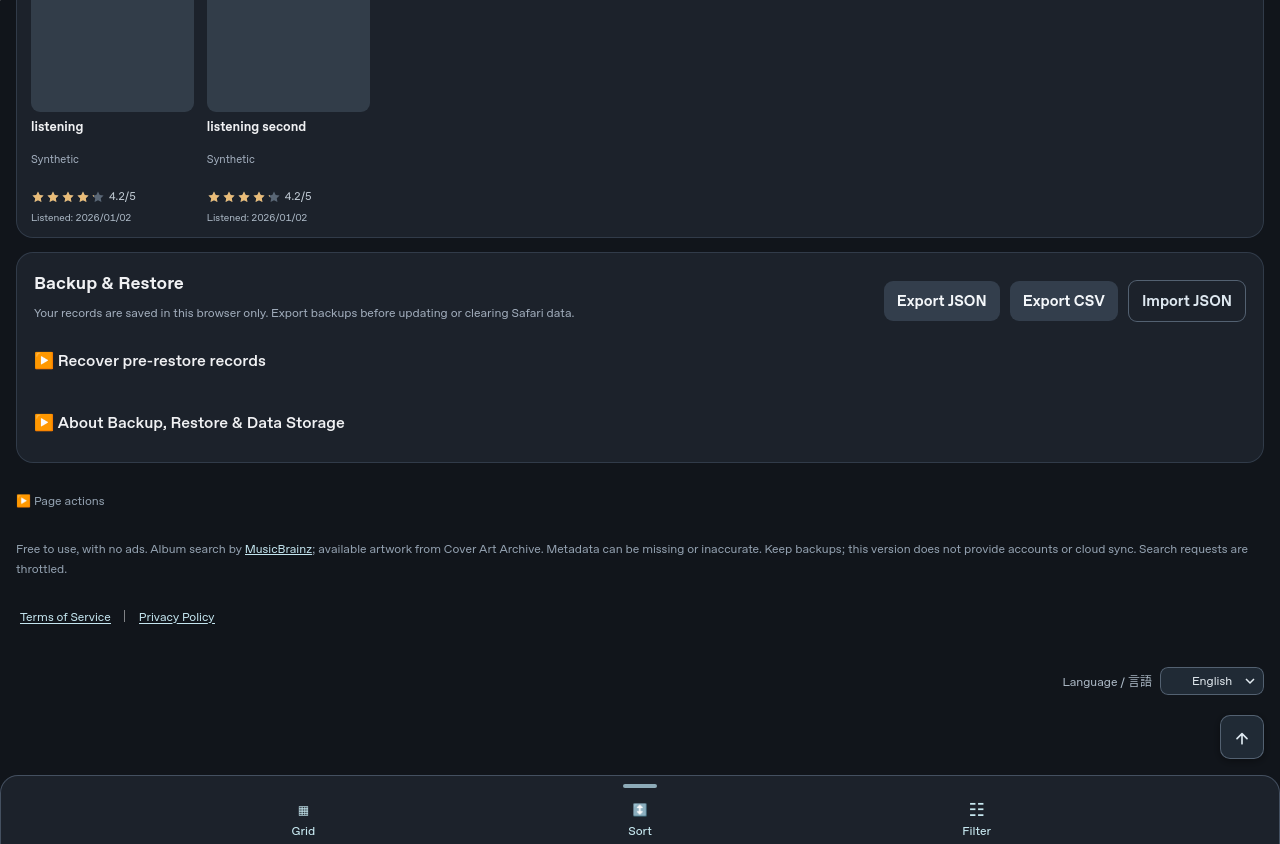 listening
listening second
Synthetic
Synthetic
4.2/5
4.2/5
Listened: 2026/01/02
Listened: 2026/01/02
Backup & Restore
Your records are saved in this browser only. Export backups before updating or clearing Safari data.
Export JSON
Export CSV
Import JSON
Recover pre-restore records
About Backup, Restore & Data Storage
Page actions
Free to use, with no ads. Album search by MusicBrainz; available artwork from Cover Art Archive. Metadata can be missing or inaccurate. Keep backups; this version does not provide accounts or cloud sync. Search requests are
throttled.
Terms of Service | Privacy Policy
Language / 言語
English
Grid
Sort
Filter